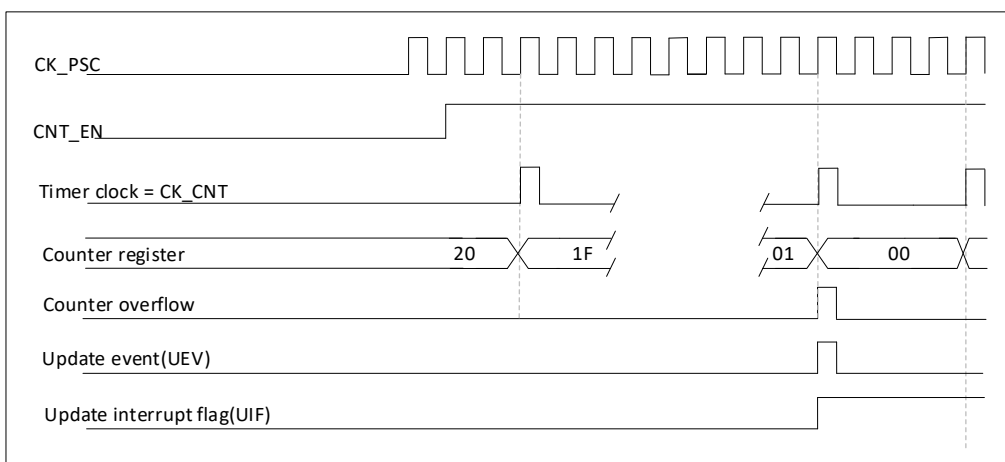 CK_PSC
CNT_EN
Timer clock = CK_CNT
Counter register 20 1F 01 00
Counter overflow
Update event(UEV)
Update interrupt flag(UIF)